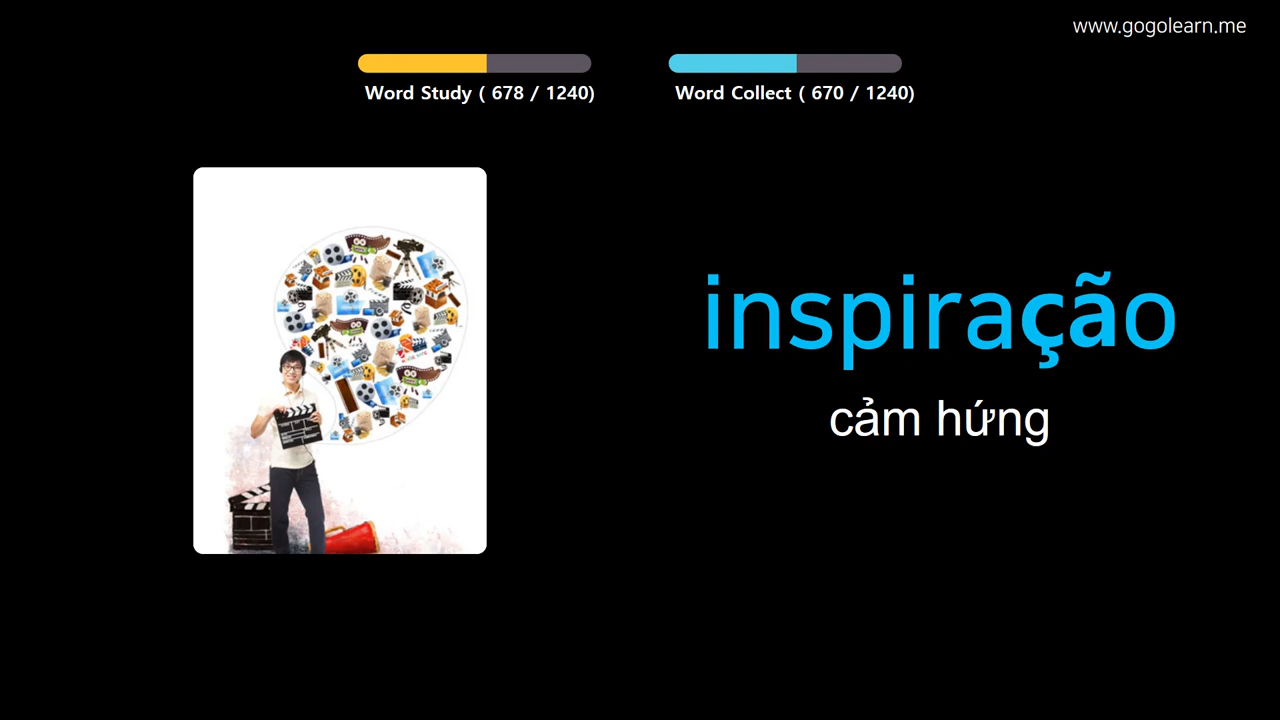 www.gogolearn.me
Word Study ( 678 / 1240)
Word Collect ( 670 / 1240)
inspiração
cảm hứng